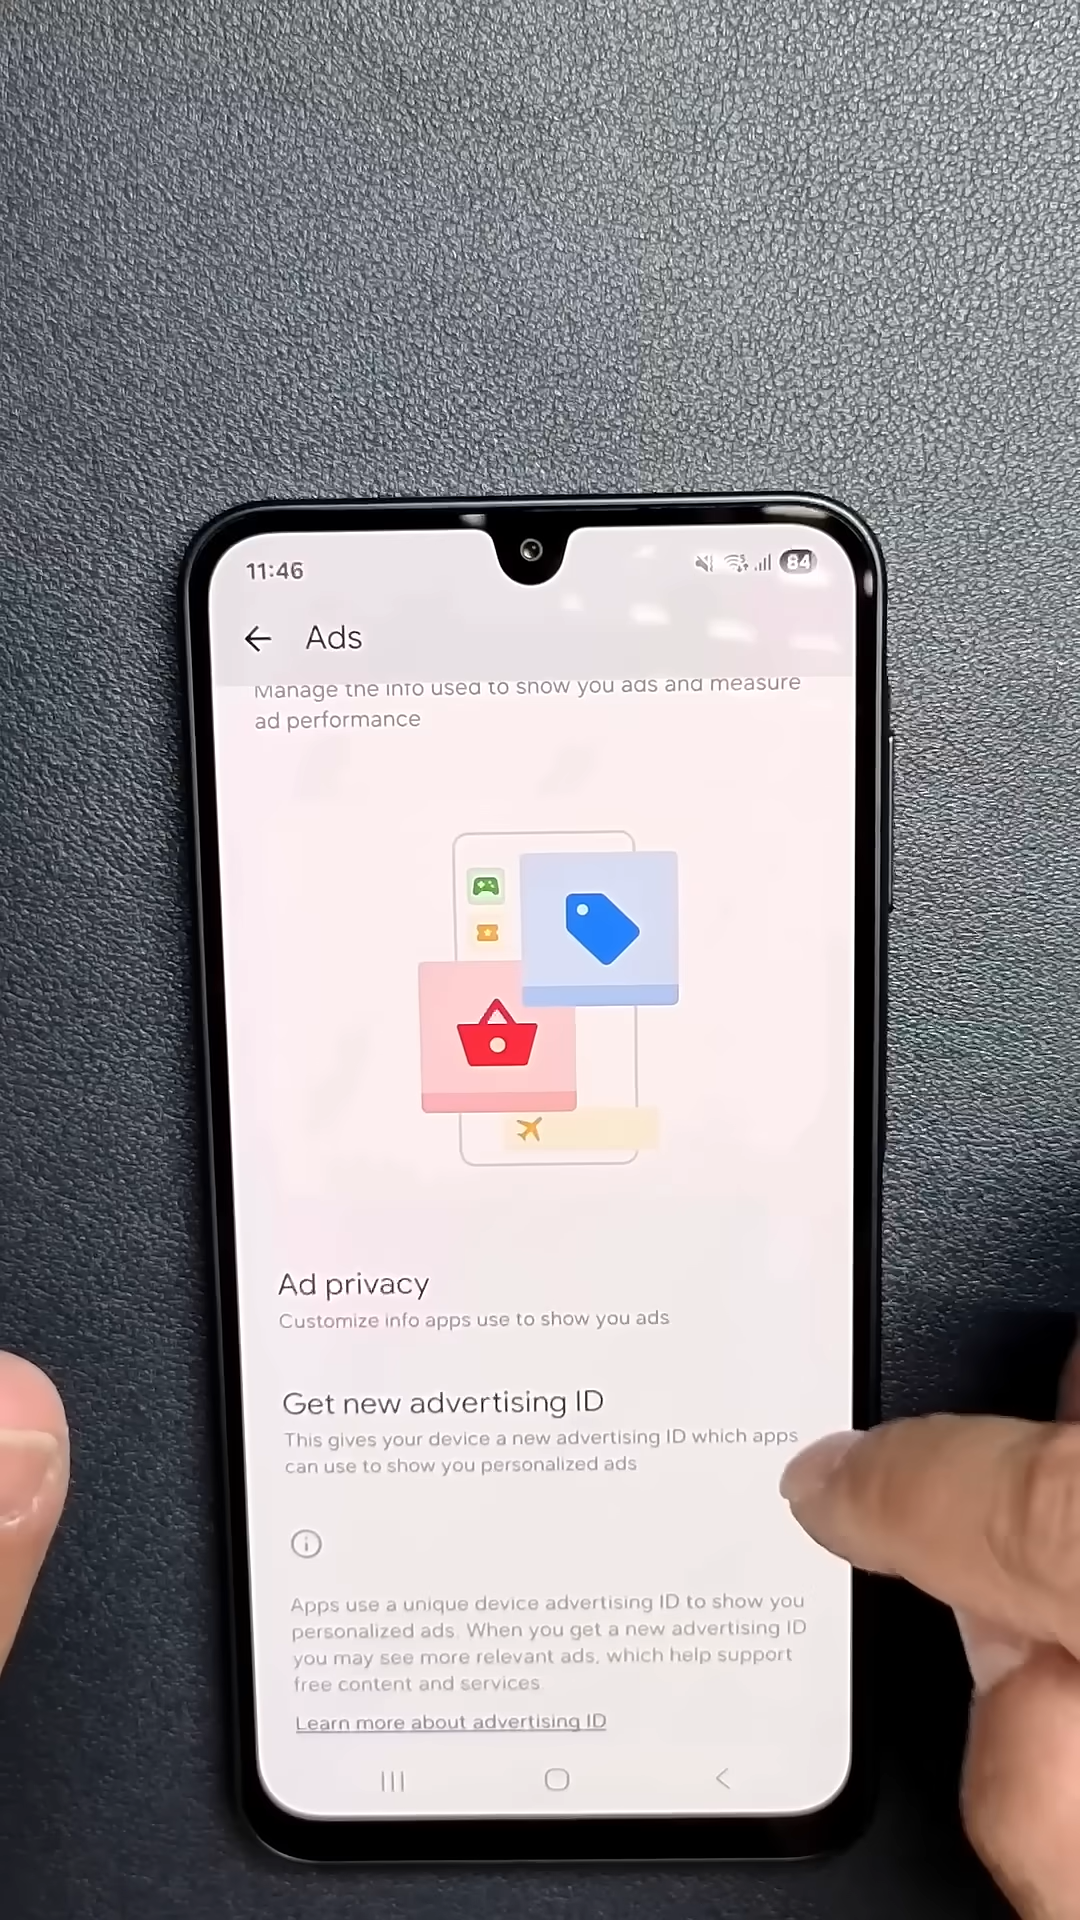 11:46
84
Ads
Manage the info used to show you ads and measure
ad performance
Ad privacy
Customize info apps use to show you ads
Get new advertising ID
This gives your device a new advertising ID which apps
can use to show you personalized ads
Apps use a unique device advertising ID to show you
personalized ads. When you get a new advertising ID
you may see more relevant ads, which help support
free content and services.
Learn more about advertising ID